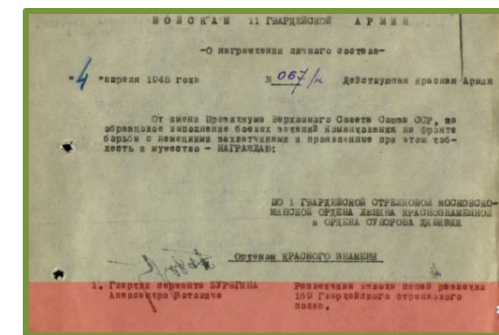 ВОЙСКАМ 11 ГВАРДЕЙСКОЙ АРМИИ
-О награждении личного состава-
"4 "апреля 1945 года № 067/н Действующая Красная Армия
От имени Президиума Верховного Совета Союза ССР, за
образцовое выполнение боевых заданий Командования на фронте
борьбы с немецкими захватчиками и проявленные при этом доб-
лесть и мужество - НАГРАЖДАЮ:
ПО 1 ГВАРДЕЙСКОЙ СТРЕЛКОВОЙ МОСКОВСКО-
МИНСКОЙ ОРДЕНА ЛЕНИНА КРАСНОЗНАМЕННОЙ
и ОРДЕНА СУВОРОВА ДИВИЗИИ
Орденом КРАСНОГО ЗНАМЕНИ
1. Гвардии сержанта БУРЫГИНА Разведчика взвода пешей разведки
Александра 169 Гвардейского стрелкового
полка.